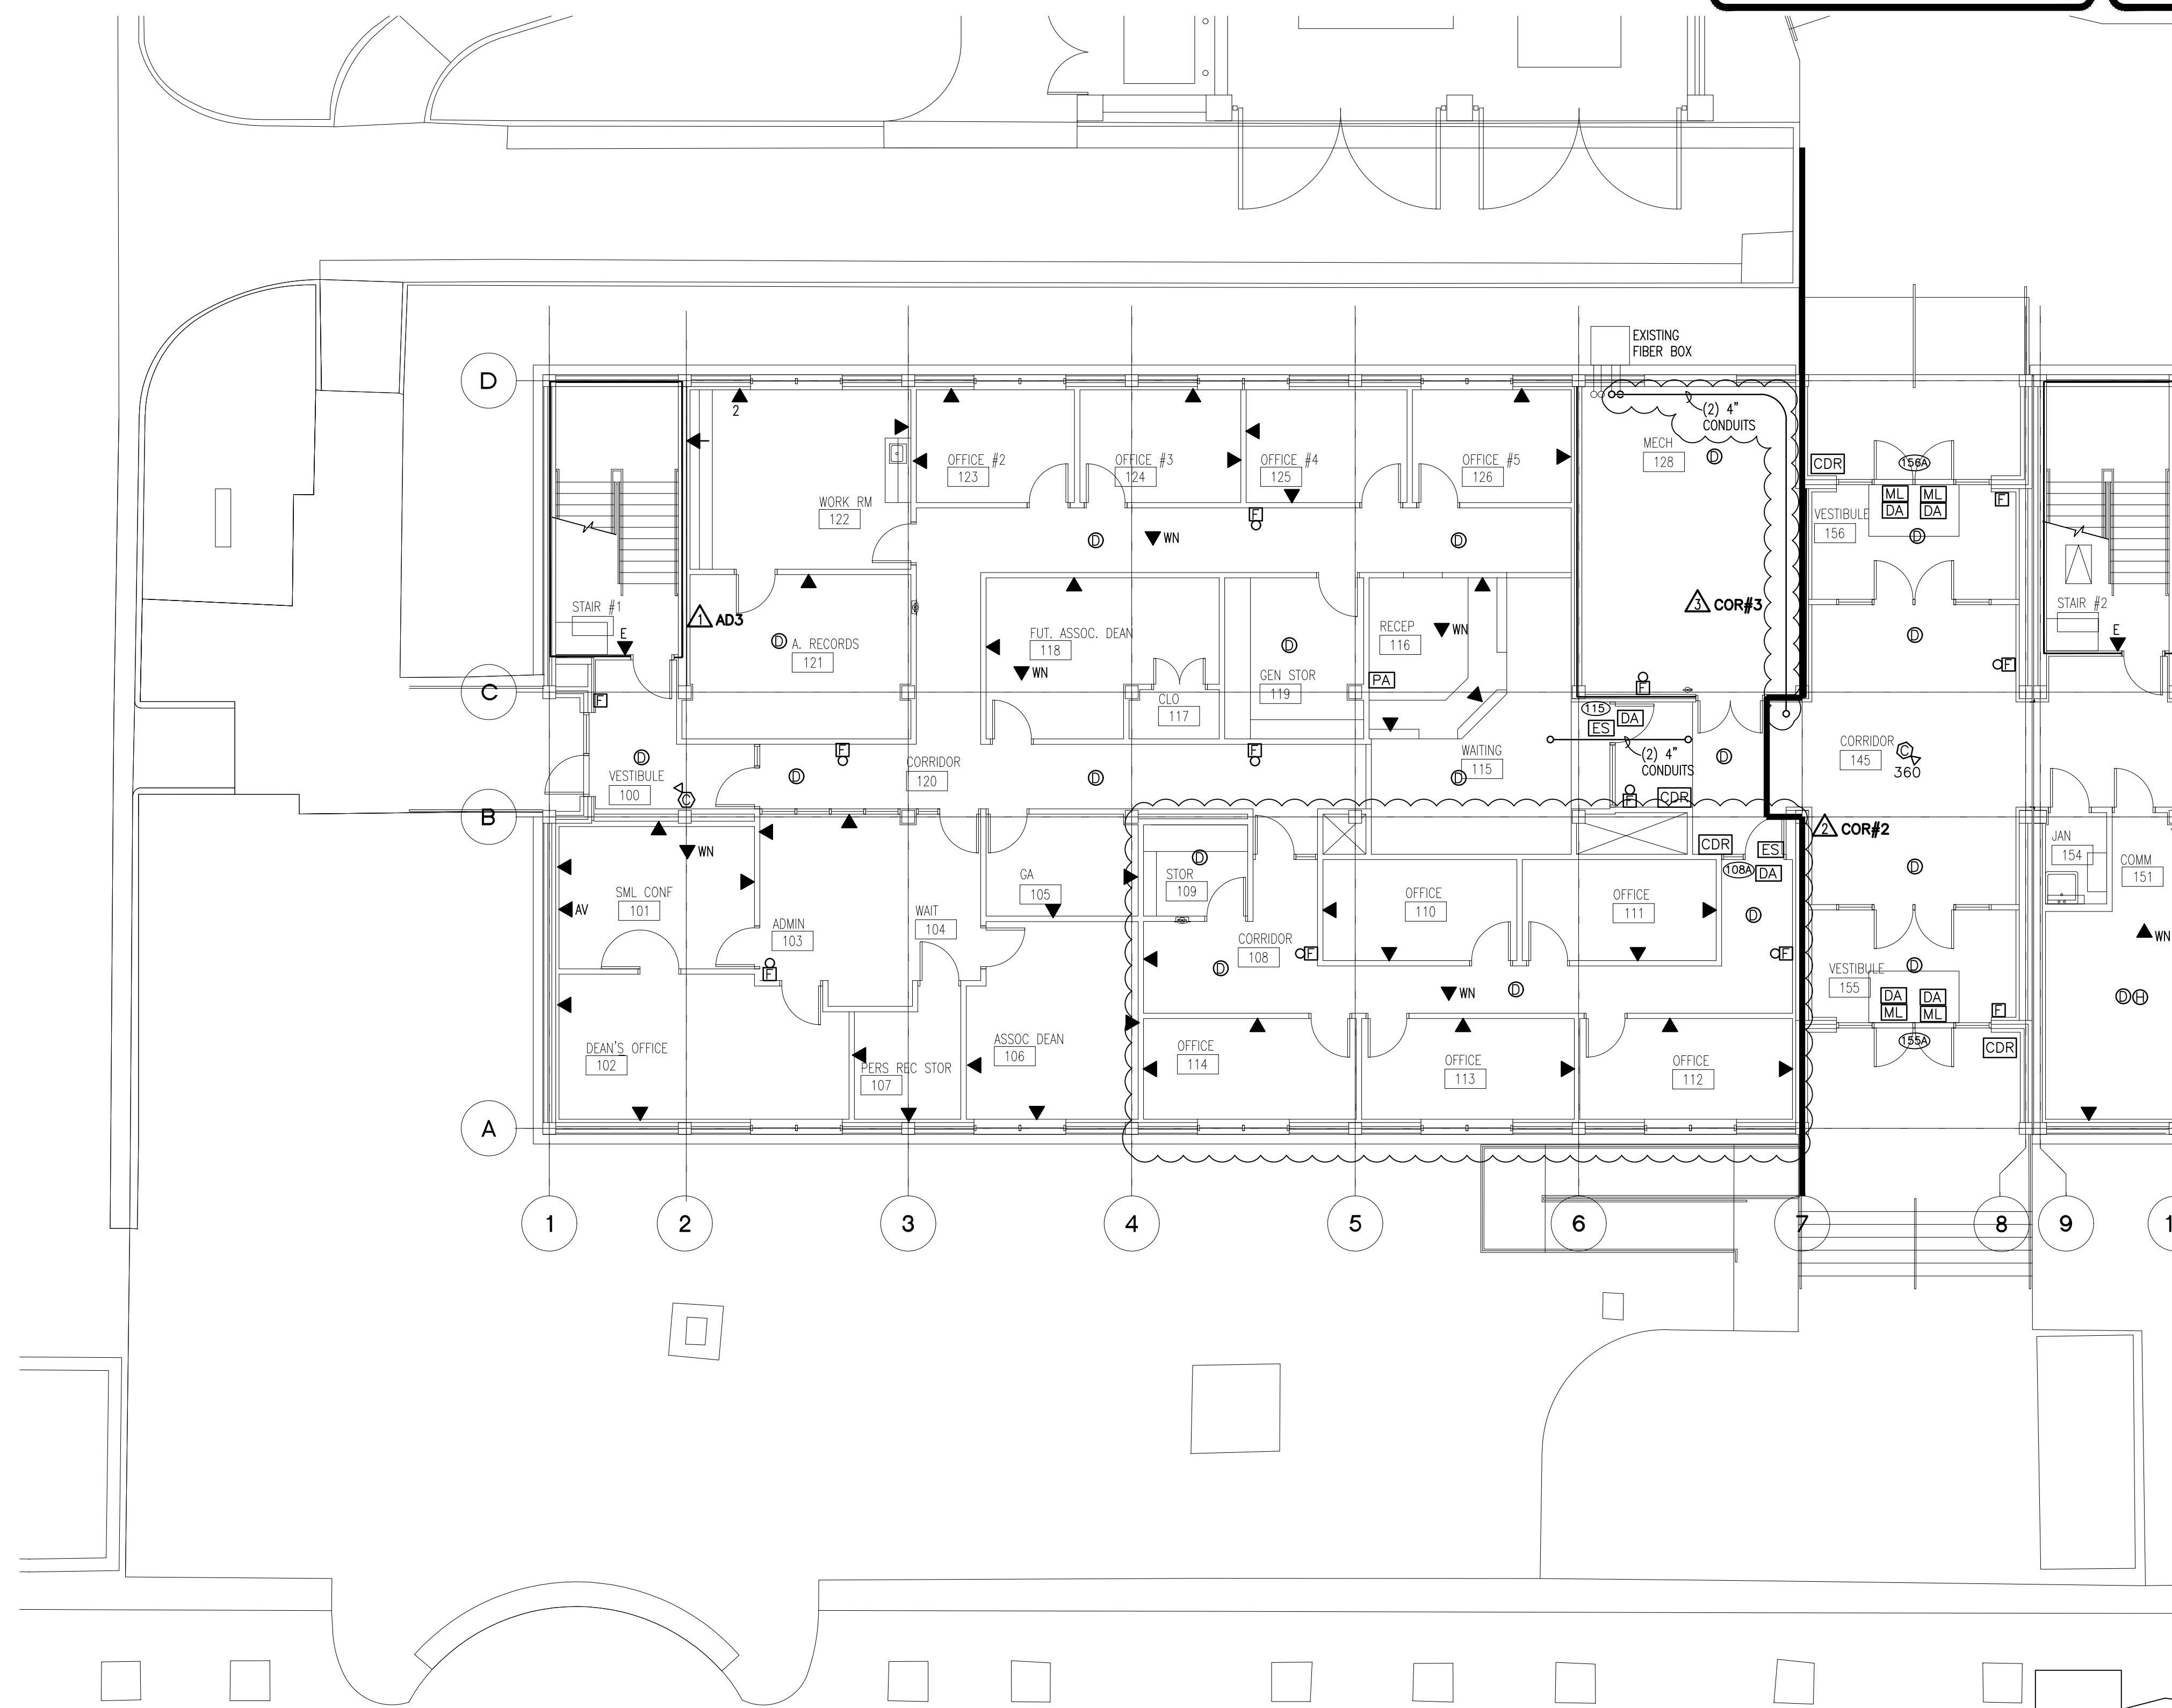 EXISTING
FIBER BOX
D
2
(2) 4"
CONDUITS
MECH
128
D
CDR
156A
OFFICE #2
123
OFFICE #3
124
OFFICE #4
125
OFFICE #5
126
WORK RM
122
F
ML
ML
DA
DA
F
VESTIBULE
156
D
D
WN
D
STAIR #1
E
1
AD3
D
A. RECORDS
121
FUT. ASSOC. DEAN
118
WN
D
RECEP
116
WN
3
COR#3
D
STAIR #2
E
GEN STOR
119
PA
F
F
C
F
CLO
117
115
ES
DA
D
VESTIBULE
100
C
D
F
CORRIDOR
120
D
F
WAITING
115
D
(2) 4"
CONDUITS
D
F
CDR
CORRIDOR
145
C
360
B
2
COR#2
WN
SML CONF
101
AV
ADMIN
103
WAIT
104
GA
105
STOR
109
D
OFFICE
110
OFFICE
111
CDR
ES
108A
DA
D
D
JAN
154
COMM
151
F
CORRIDOR
108
D
F
F
WN
D
WN
D
VESTIBULE
155
DA
DA
ML
ML
F
D
H
DEAN'S OFFICE
102
PERS REC STOR
107
ASSOC DEAN
106
OFFICE
114
OFFICE
113
OFFICE
112
155A
CDR
A
1
2
3
4
5
6
7
8
9
1